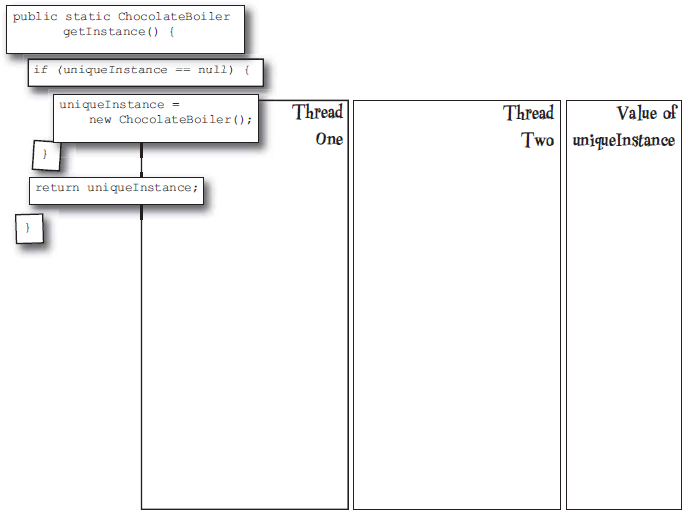 public static ChocolateBoiler
getInstance() {
if (uniqueInstance == null) {
uniqueInstance =
new ChocolateBoiler();
}
return uniqueInstance;
}
Thread
One
Thread
Two
Value of
uniqueInstance